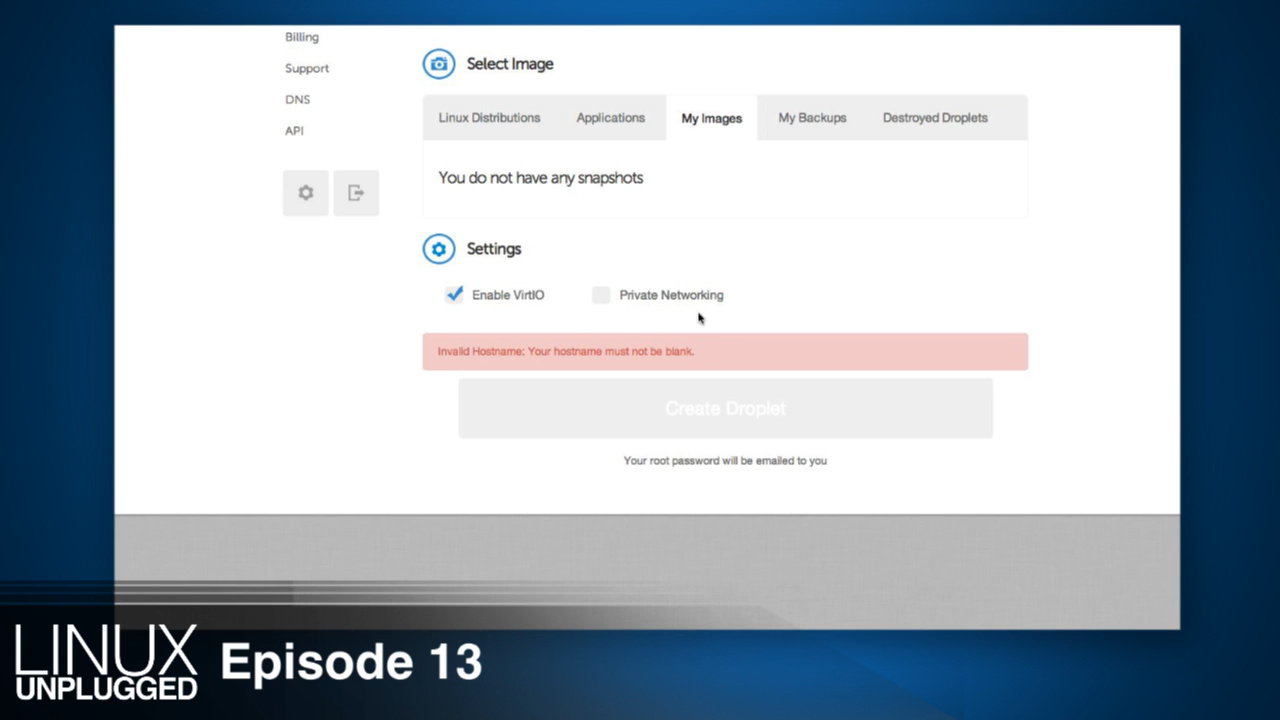 Billing
Support
DNS
API
Select Image
Linux Distributions Applications My Images My Backups Destroyed Droplets
You do not have any snapshots
Settings
Enable VirtIO Private Networking
Invalid Hostname: Your hostname must not be blank.
Create Droplet
Your root password will be emailed to you
LINUX
UNPLUGGED
Episode 13